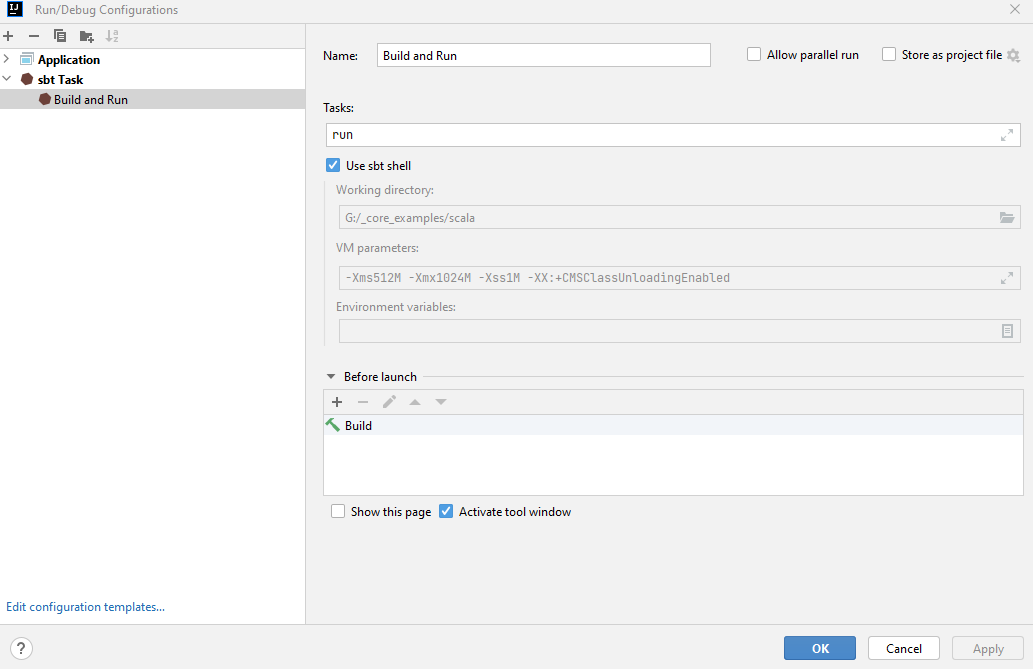 IJ Run/Debug Configurations
Application
sbt Task
Build and Run
Edit configuration templates...
Name: Build and Run Allow parallel run Store as project file
Tasks:
run
Use sbt shell
Working directory:
G:/_core_examples/scala
VM parameters:
-Xms512M -Xmx1024M -Xss1M -XX:+CMSClassUnloadingEnabled
Environment variables:
Before launch
Build
Show this page Activate tool window
? OK Cancel Apply